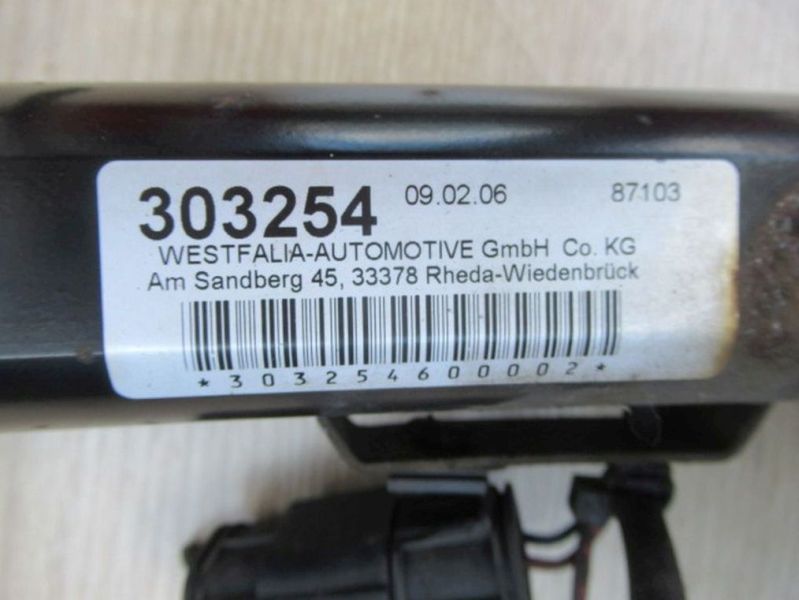 303254 09.02.06 87103
WESTFALIA-AUTOMOTIVE GmbH Co. KG
Am Sandberg 45, 33378 Rheda-Wiedenbrück
*303254600002*